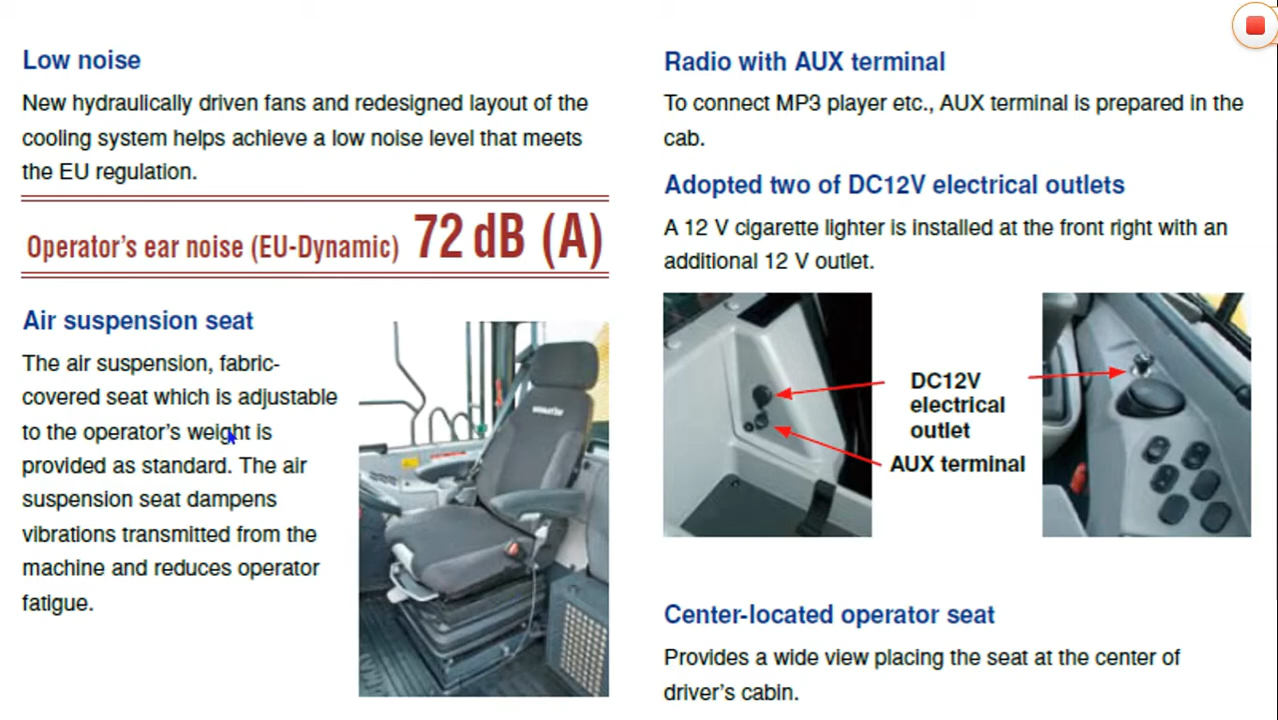 Low noise
New hydraulically driven fans and redesigned layout of the
cooling system helps achieve a low noise level that meets
the EU regulation.
Operator's ear noise (EU-Dynamic) 72 dB (A)
Air suspension seat
The air suspension, fabric-
covered seat which is adjustable
to the operator's weight is
provided as standard. The air
suspension seat dampens
vibrations transmitted from the
machine and reduces operator
fatigue.
KOMATSU
Radio with AUX terminal
To connect MP3 player etc., AUX terminal is prepared in the
cab.
Adopted two of DC12V electrical outlets
A 12 V cigarette lighter is installed at the front right with an
additional 12 V outlet.
DC12V
electrical
outlet
AUX terminal
Center-located operator seat
Provides a wide view placing the seat at the center of
driver's cabin.